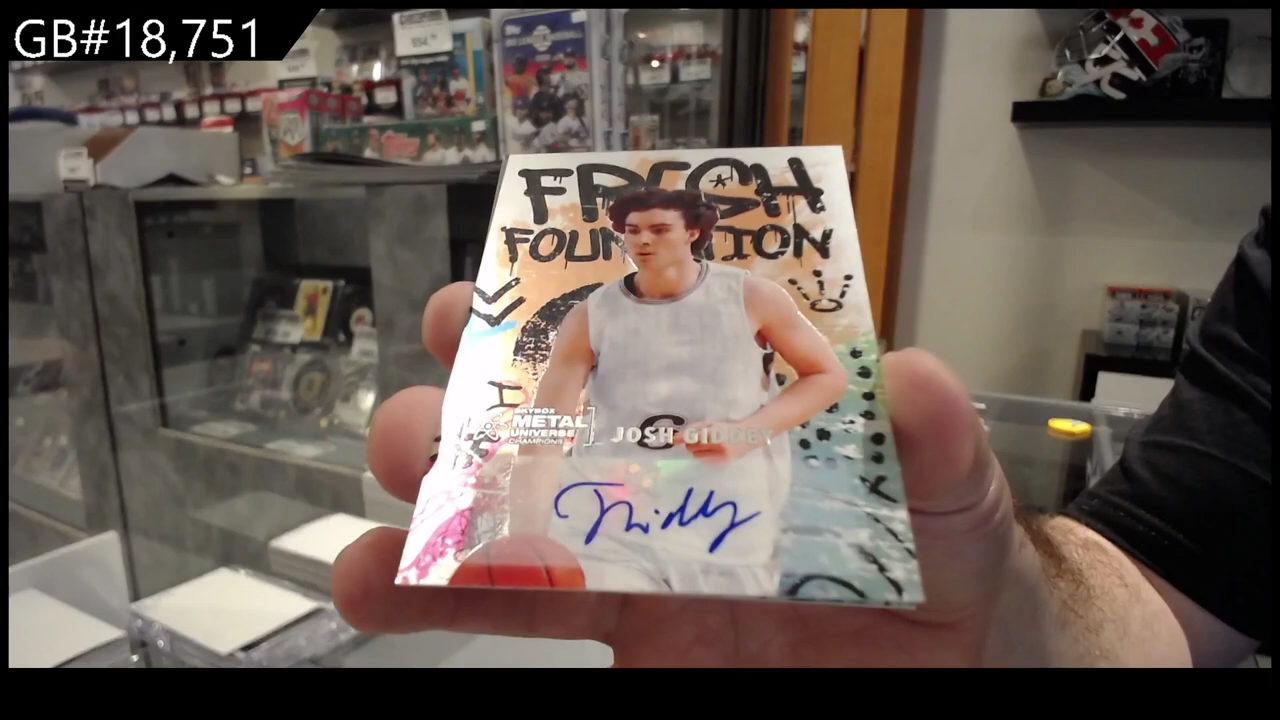 GB#18,751
FRESH
FOUNDATION
SKYBOX
METAL
UNIVERSE
CHAMPIONS
JOSH GIDDEY